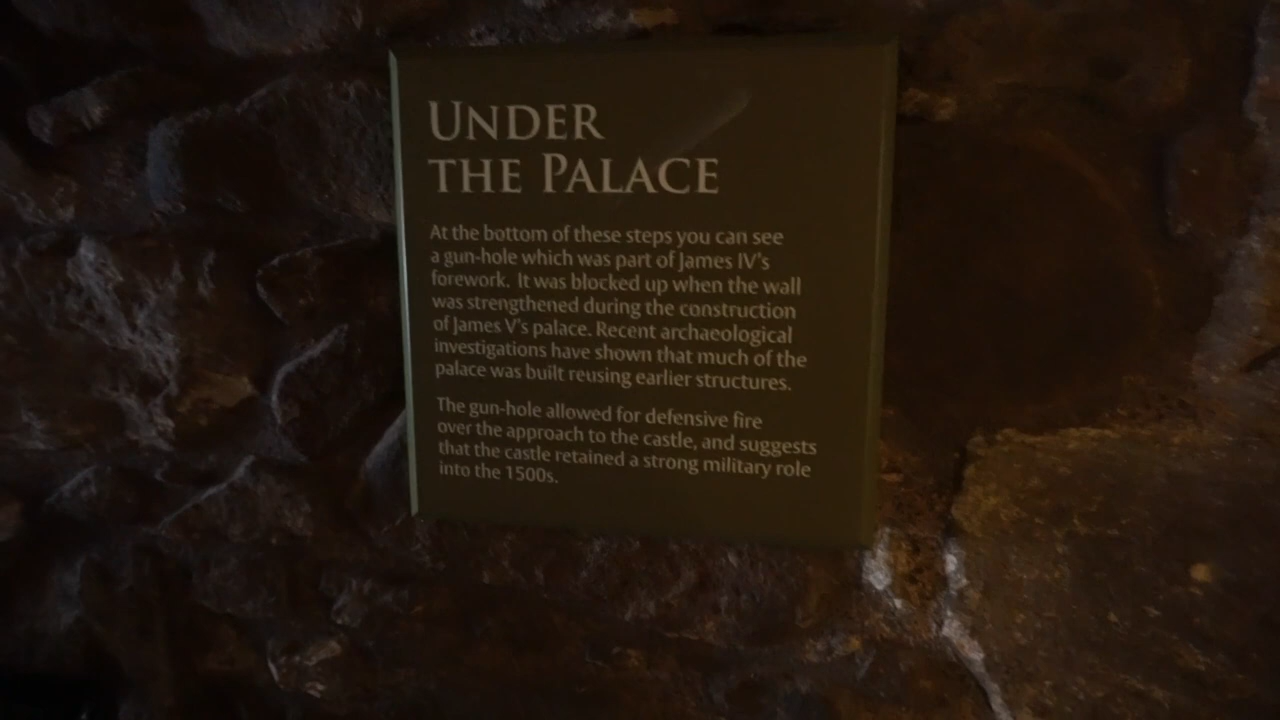 UNDER
THE PALACE
At the bottom of these steps you can see
a gun-hole which was part of James IV's
forework. It was blocked up when the wall
was strengthened during the construction
of James V's palace. Recent archaeological
investigations have shown that much of the
palace was built reusing earlier structures.
The gun-hole allowed for defensive fire
over the approach to the castle, and suggests
that the castle retained a strong military role
into the 1500s.